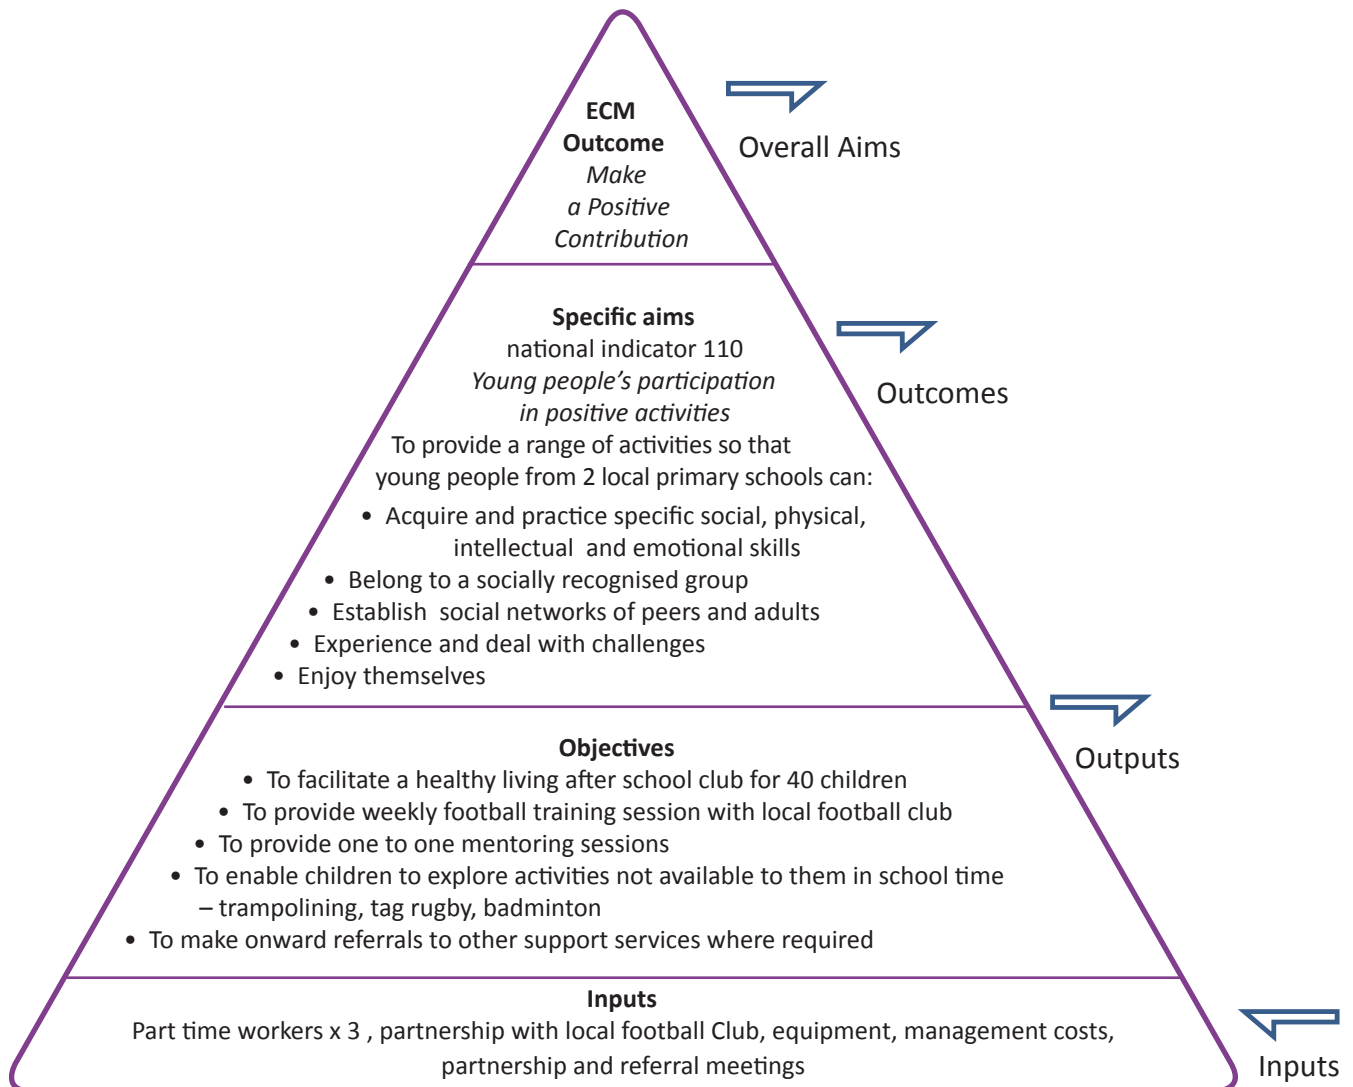 ECM
Outcome
Make
a Positive
Contribution
Overall Aims
Specific aims
national indicator 110
Young people's participation
in positive activities
To provide a range of activities so that
young people from 2 local primary schools can:
• Acquire and practice specific social, physical,
intellectual and emotional skills
• Belong to a socially recognised group
• Establish social networks of peers and adults
• Experience and deal with challenges
• Enjoy themselves
Outcomes
Objectives
• To facilitate a healthy living after school club for 40 children
• To provide weekly football training session with local football club
• To provide one to one mentoring sessions
• To enable children to explore activities not available to them in school time
– trampolining, tag rugby, badminton
• To make onward referrals to other support services where required
Outputs
Inputs
Part time workers x 3 , partnership with local football Club, equipment, management costs,
partnership and referral meetings
Inputs